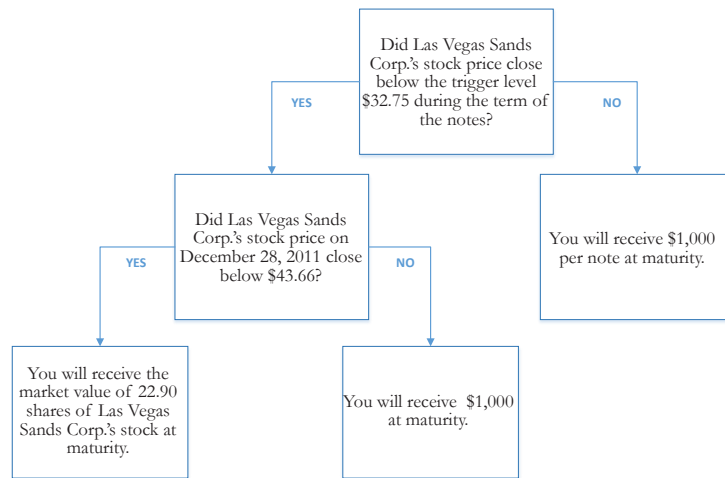 Did Las Vegas Sands
Corp.'s stock price close
below the trigger level
$32.75 during the term of
the notes?
YES
NO
Did Las Vegas Sands
Corp.'s stock price on
December 28, 2011 close
below $43.66?
You will receive $1,000
per note at maturity.
YES
NO
You will receive the
market value of 22.90
shares of Las Vegas
Sands Corp.'s stock at
maturity.
You will receive $1,000
at maturity.